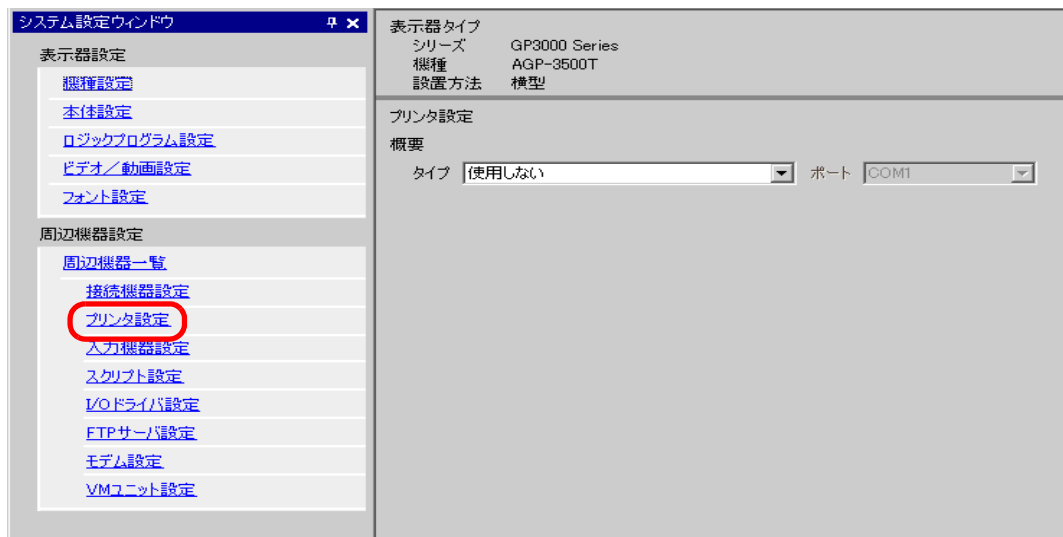 システム設定ウィンドウ
表示器設定
機種設定
本体設定
ロジックプログラム設定
ビデオ／動画設定
フォント設定
周辺機器設定
周辺機器一覧
接続機器設定
プリンタ設定
入力機器設定
スクリプト設定
I/Oドライバ設定
FTPサーバ設定
モデム設定
VMユニット設定
表示器タイプ
シリーズ GP3000 Series
機種 AGP-3500T
設置方法 横型
プリンタ設定
概要
タイプ 使用しない ポート COM1